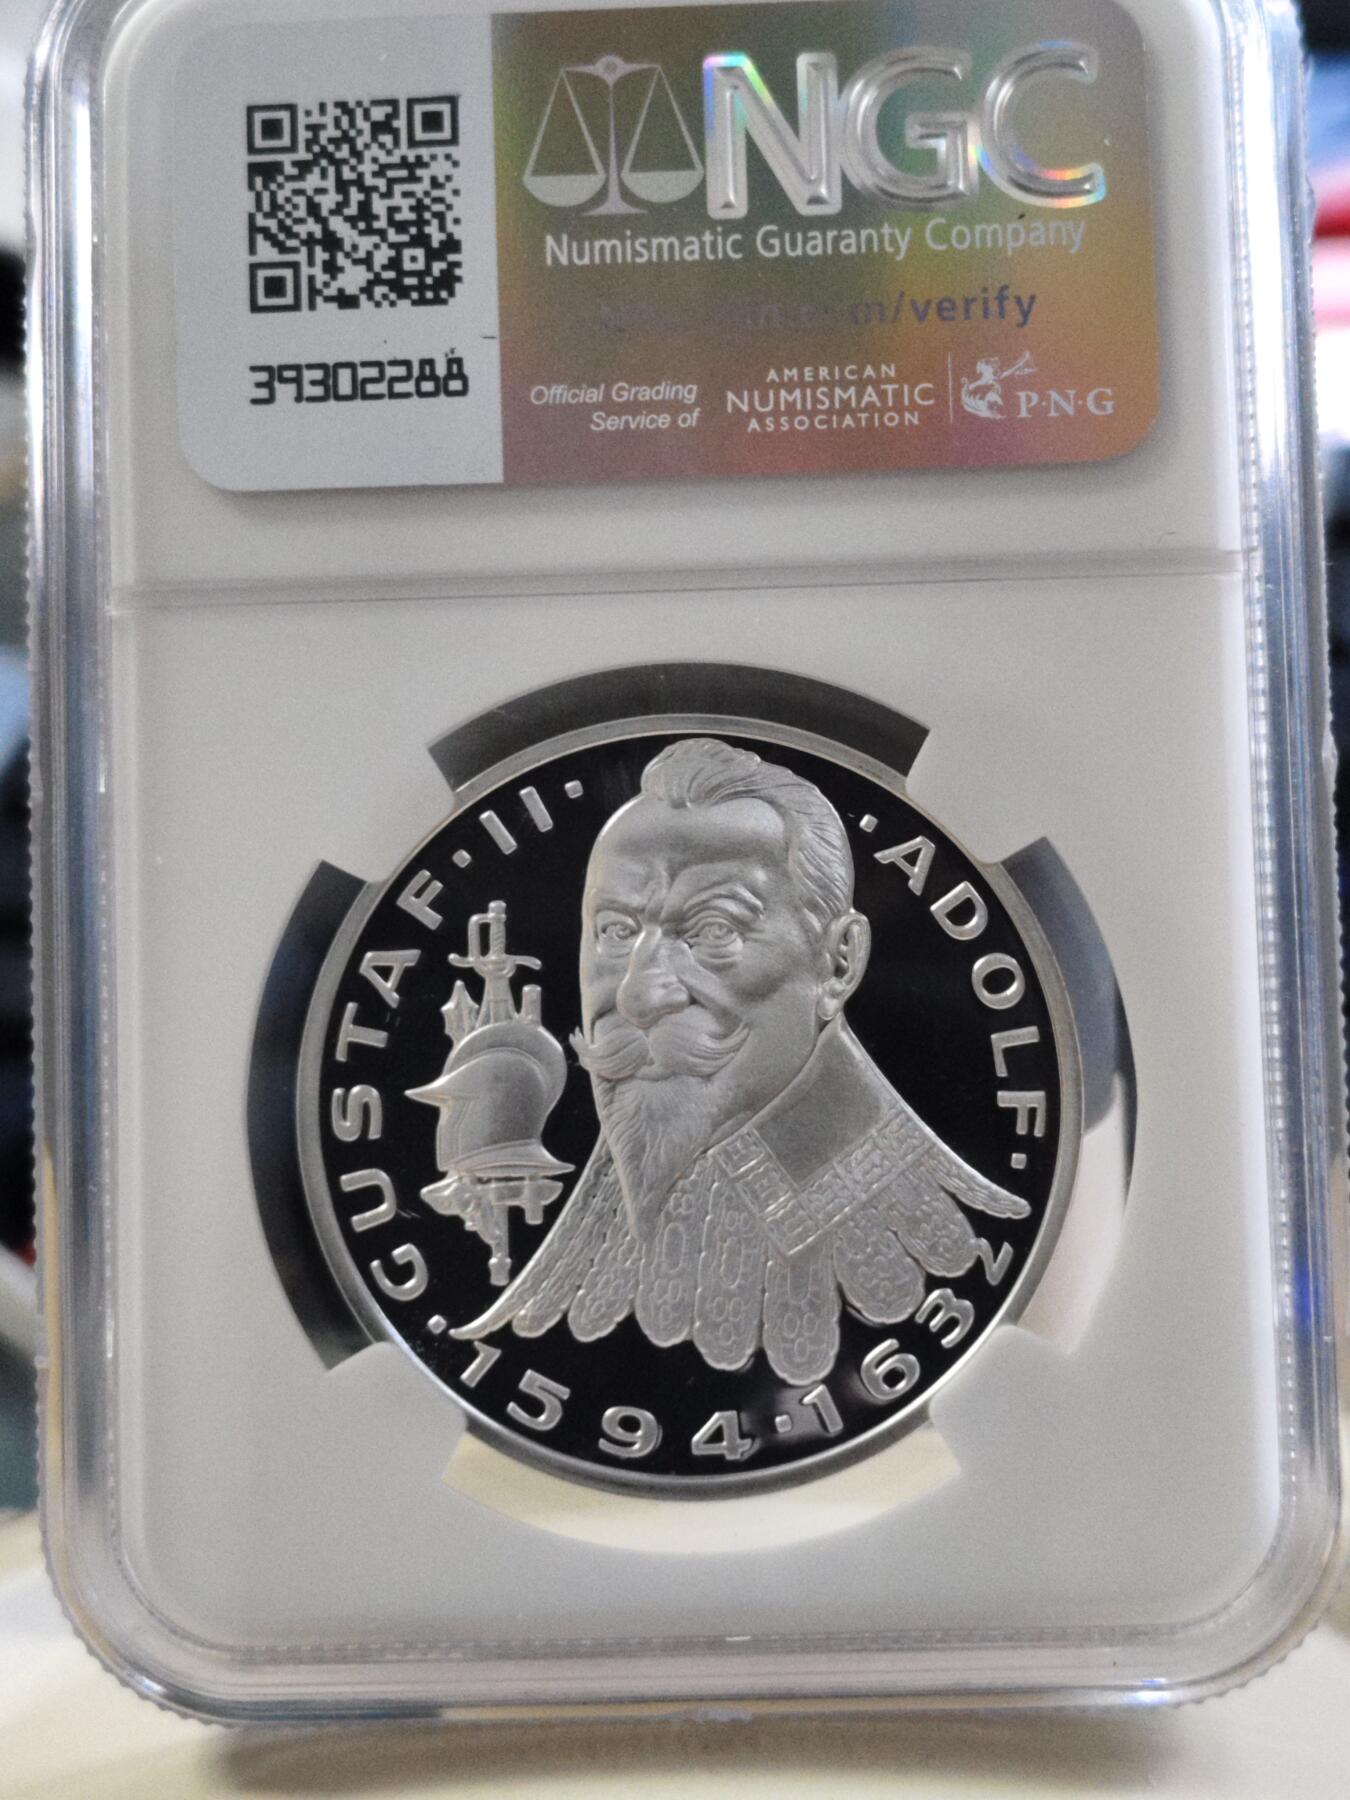 NGC
Numismatic Guaranty Company
/verify
39302288
Official Grading
Service of
AMERICAN
NUMISMATIC
ASSOCIATION
P·N·G
GUSTAF·II· ·ADOLF·
·1594·1632